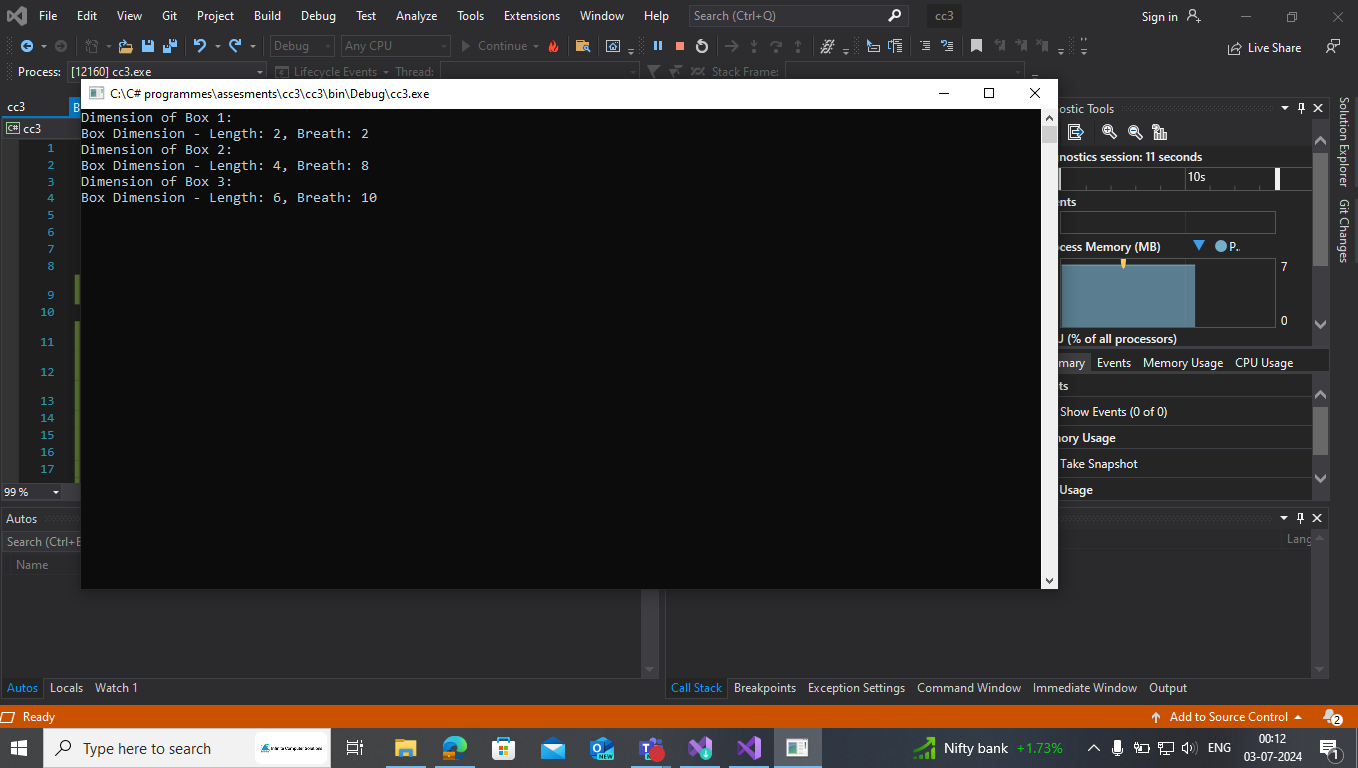 File Edit View Git Project Build Debug Test Analyze Tools Extensions Window Help Search (Ctrl+Q) cc3 Sign in
Debug Any CPU Continue Live Share
Process: [12160] cc3.exe Lifecycle Events Thread: Stack Frame:
C:\C# programmes\assesments\cc3\cc3\bin\Debug\cc3.exe
cc3 B
C# cc3
Dimension of Box 1:
Box Dimension - Length: 2, Breath: 2
Dimension of Box 2:
Box Dimension - Length: 4, Breath: 8
Dimension of Box 3:
Box Dimension - Length: 6, Breath: 10
1
2
3
4
5
6
7
8
9
10
11
12
13
14
15
16
17
99 %
ostic Tools
nostics session: 11 seconds
10s
ents
cess Memory (MB) P..
7
0
U (% of all processors)
mary Events Memory Usage CPU Usage
ts
Show Events (0 of 0)
ory Usage
Take Snapshot
Usage
Solution Explorer
Git Changes
Autos
Search (Ctrl+E
Name
Lang
Autos Locals Watch 1
Call Stack Breakpoints Exception Settings Command Window Immediate Window Output
Ready Add to Source Control 2
Type here to search NEW Nifty bank +1.73% ENG 00:12
03-07-2024 1